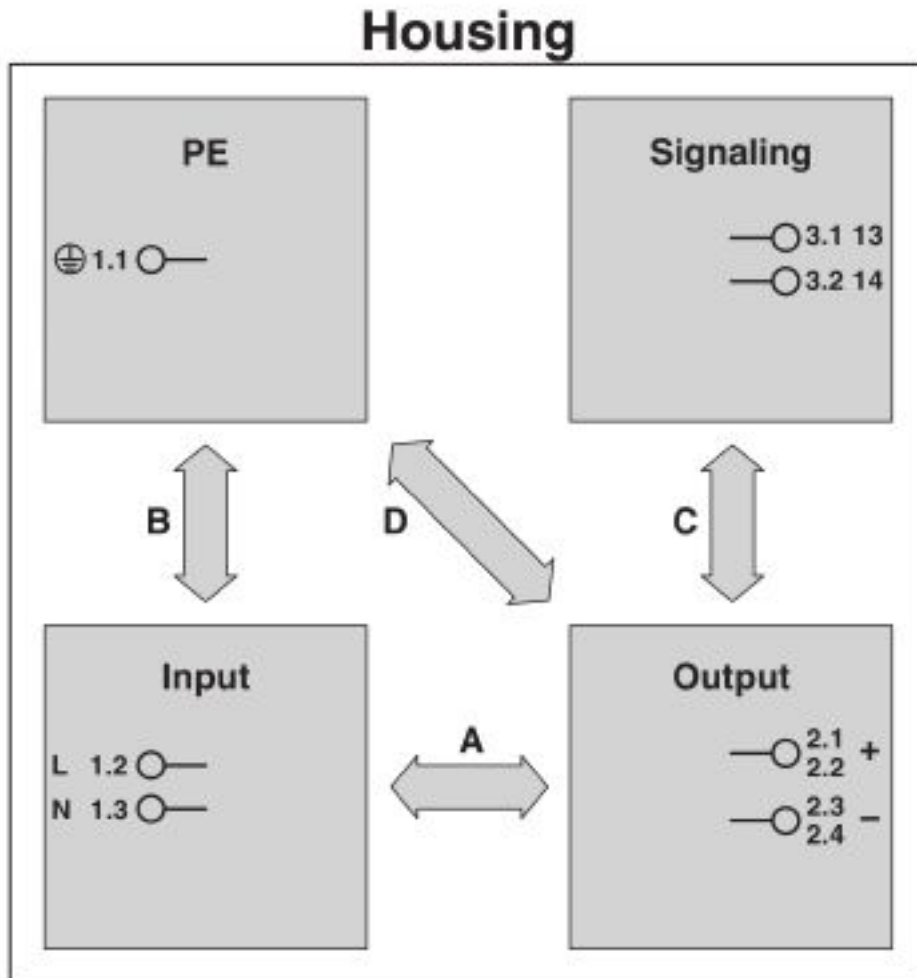 Housing
PE
⏚ 1.1
Signaling
3.1 13
3.2 14
B
D
C
Input
L 1.2
N 1.3
A
Output
2.1
2.2 +
2.3
2.4 –